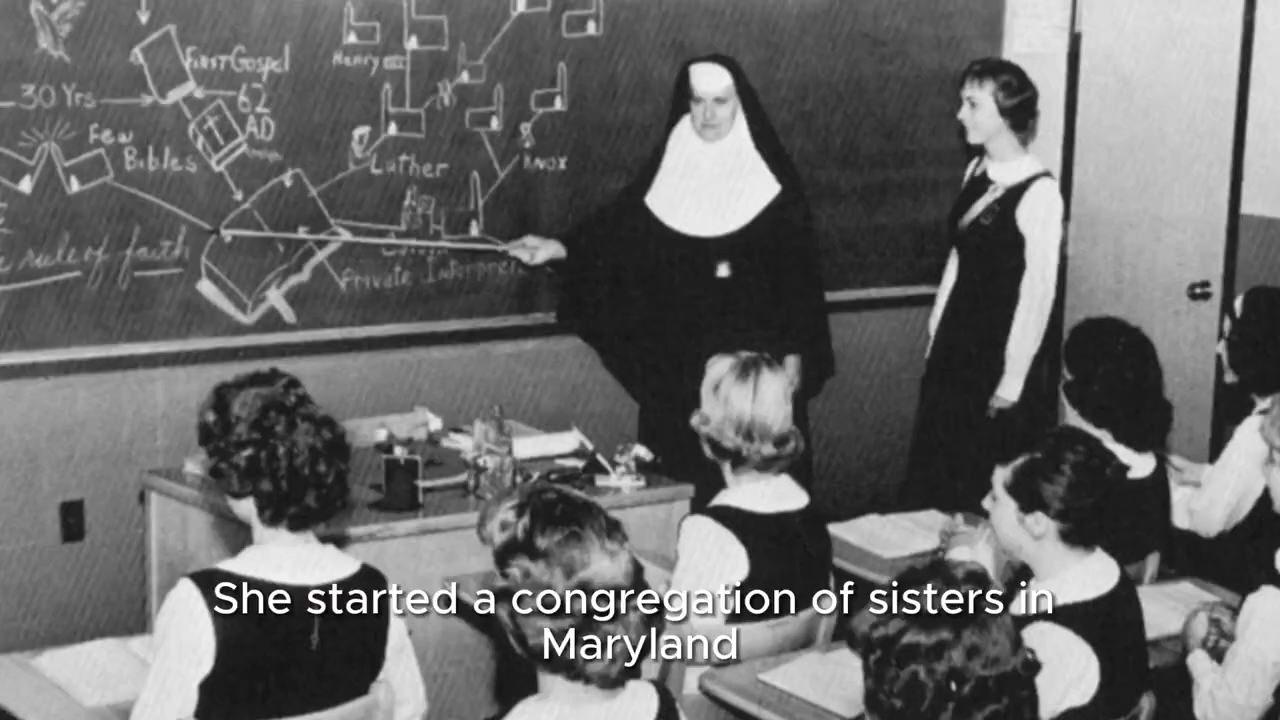 First Gospel
Henry
30 Yrs
62
AD
Few
Bibles
Luther
Knox
rule of faith
Private
She started a congregation of sisters in
Maryland